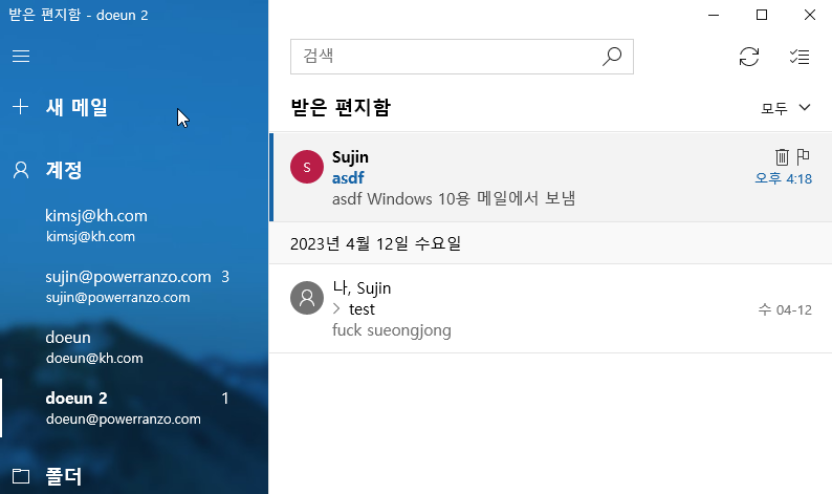 받은 편지함 - doeun 2
새 메일
계정
kimsj@kh.com
kimsj@kh.com
sujin@powerranzo.com 3
sujin@powerranzo.com
doeun
doeun@kh.com
doeun 2 1
doeun@powerranzo.com
폴더
검색
받은 편지함 모두
S
Sujin
asdf 오후 4:18
asdf Windows 10용 메일에서 보냄
2023년 4월 12일 수요일
나, Sujin
test 수 04-12
fuck sueongjong